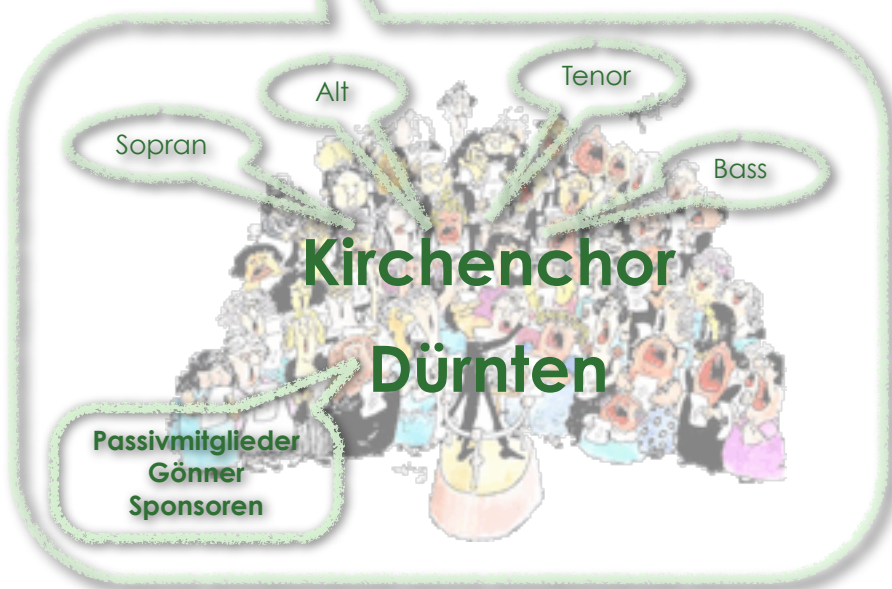 Alt
Tenor
Sopran
Bass
Kirchenchor
Dürnten
Passivmitglieder
Gönner
Sponsoren